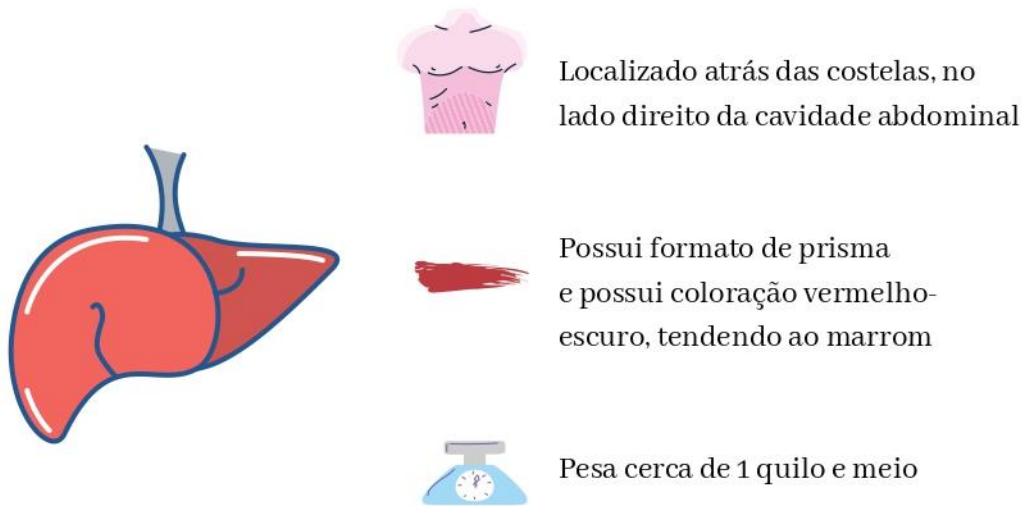 Localizado atrás das costelas, no
lado direito da cavidade abdominal
Possui formato de prisma
e possui coloração vermelho-
escuro, tendendo ao marrom
Pesa cerca de 1 quilo e meio